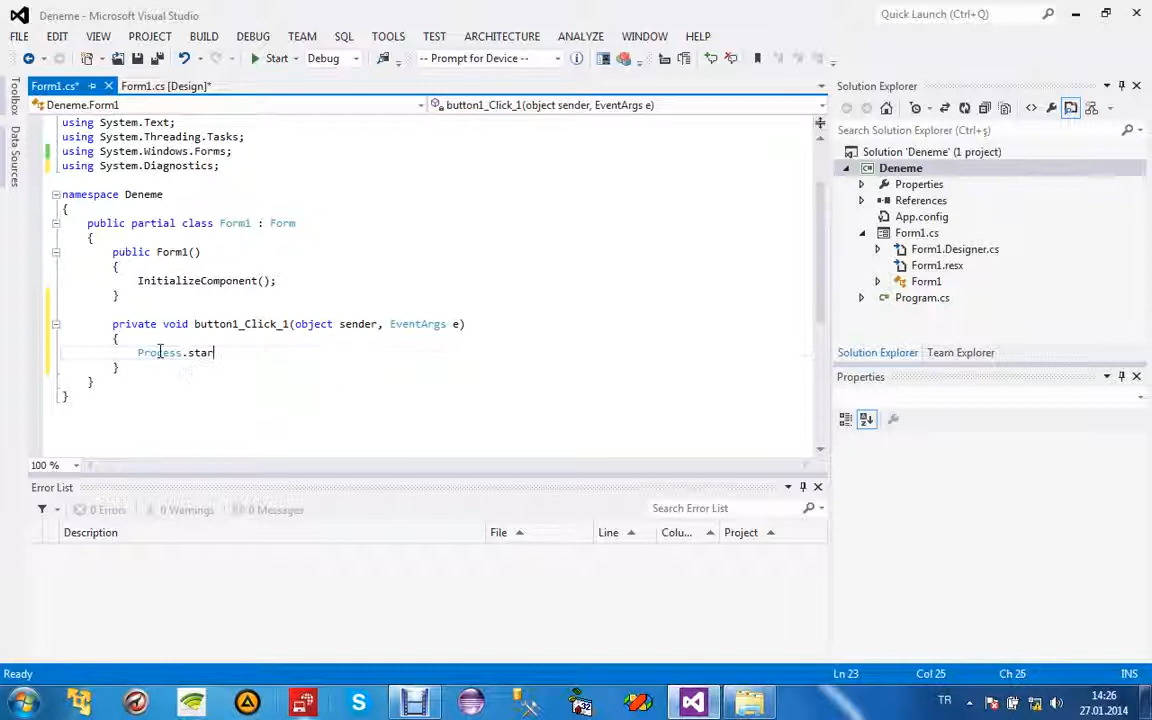 Deneme - Microsoft Visual Studio
Quick Launch (Ctrl+Q)
FILE EDIT VIEW PROJECT BUILD DEBUG TEAM SQL TOOLS TEST ARCHITECTURE ANALYZE WINDOW HELP
Start Debug -- Prompt for Device --
Form1.cs* Form1.cs [Design]*
Deneme.Form1 button1_Click_1(object sender, EventArgs e)
Toolbox
Data Sources
using System.Text;
using System.Threading.Tasks;
using System.Windows.Forms;
using System.Diagnostics;
namespace Deneme
{
public partial class Form1 : Form
{
public Form1()
{
InitializeComponent();
}
private void button1_Click_1(object sender, EventArgs e)
{
Process.star
}
}
}
100 %
Error List
0 Errors 0 Warnings 0 Messages
Search Error List
Description File Line Colu... Project
Solution Explorer
Search Solution Explorer (Ctrl+ş)
Solution 'Deneme' (1 project)
Deneme
Properties
References
App.config
Form1.cs
Form1.Designer.cs
Form1.resx
Form1
Program.cs
Solution Explorer Team Explorer
Properties
Ready Ln 23 Col 25 Ch 25 INS
32
TR
14:26
27.01.2014